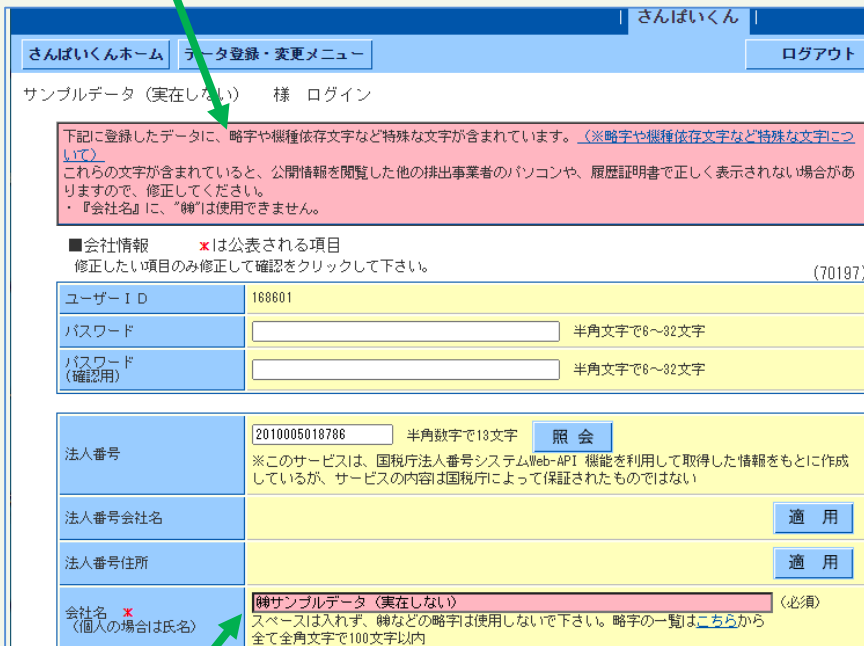 | さんぱいくん |
さんぱいくんホーム データ登録・変更メニュー ログアウト
サンプルデータ（実在しない） 様 ログイン
下記に登録したデータに、略字や機種依存文字など特殊な文字が含まれています。（※略字や機種依存文字など特殊な文字につ
いて）
これらの文字が含まれていると、公開情報を閲覧した他の排出事業者のパソコンや、履歴証明書で正しく表示されない場合があ
りますので、修正してください。
・『会社名』に、"㈱"は使用できません。
■会社情報 *は公表される項目
修正したい項目のみ修正して確認をクリックして下さい。
(70197)
ユーザーＩＤ 168601
パスワード 半角文字で6～32文字
パスワード
(確認用) 半角文字で6～32文字
法人番号 2010005018786 半角数字で13文字 照 会
※このサービスは、国税庁法人番号システムWeb-API 機能を利用して取得した情報をもとに作成
しているが、サービスの内容は国税庁によって保証されたものではない
法人番号会社名 適 用
法人番号住所 適 用
会社名 *
（個人の場合は氏名） ㈱サンプルデータ（実在しない） (必須)
スペースは入れず、㈱などの略字は使用しないで下さい。略字の一覧はこちらから
全て全角文字で100文字以内